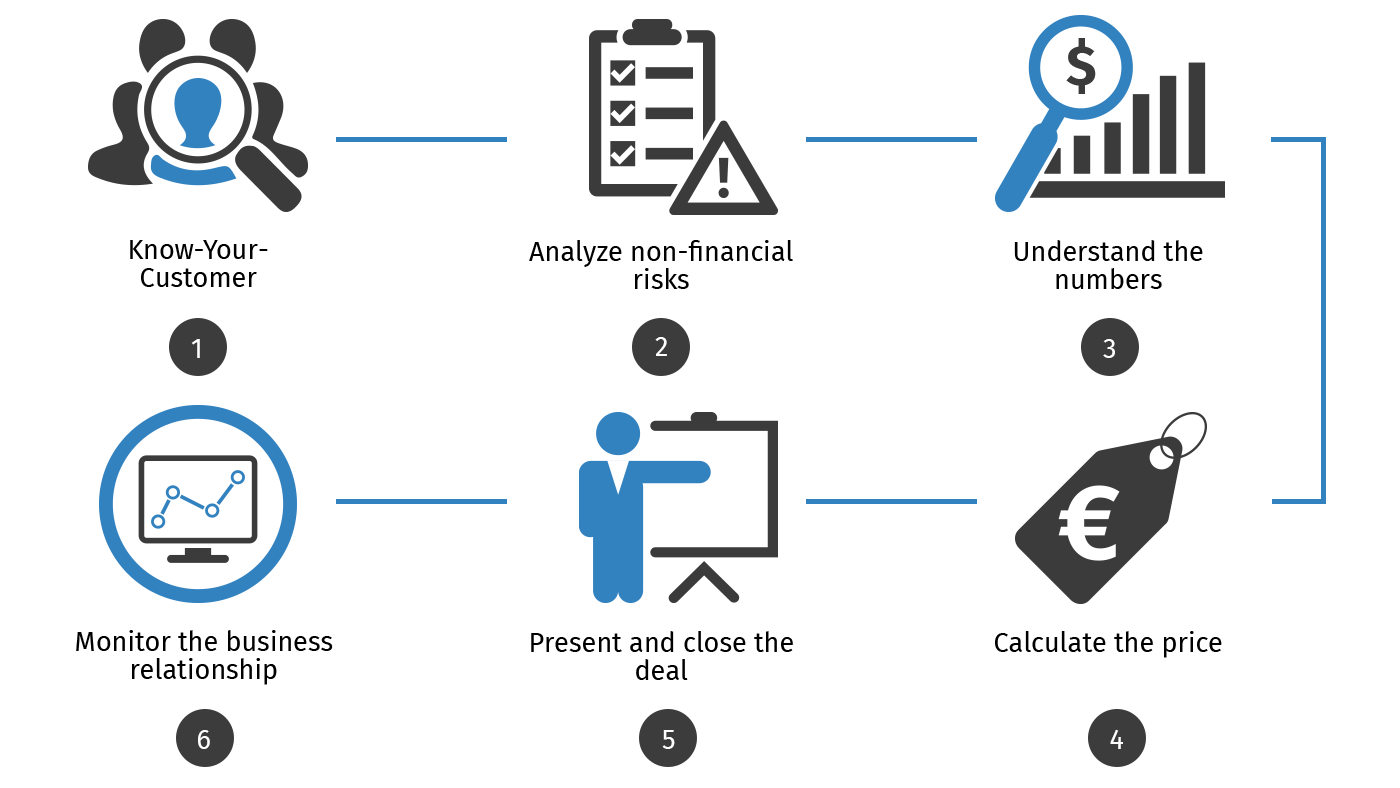 $
Know-Your-
Customer
1
!
Analyze non-financial
risks
2
Understand the
numbers
3
€
Calculate the price
4
Present and close the
deal
5
Monitor the business
relationship
6